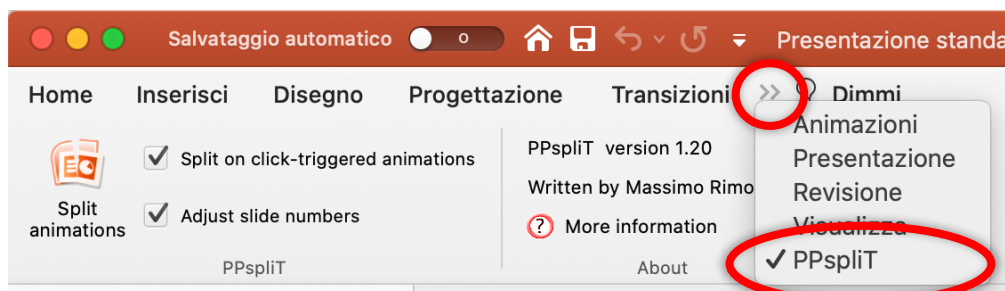 Salvataggio automatico
Presentazione standa
Home Inserisci Disegno Progettazione Transizioni >> Dimmi
Split on click-triggered animations
Adjust slide numbers
Split
animations
PPspliT
PPspliT version 1.20
Written by Massimo Rimo
? More information
About
Animazioni
Presentazione
Revisione
Visualizza
✓ PPspliT